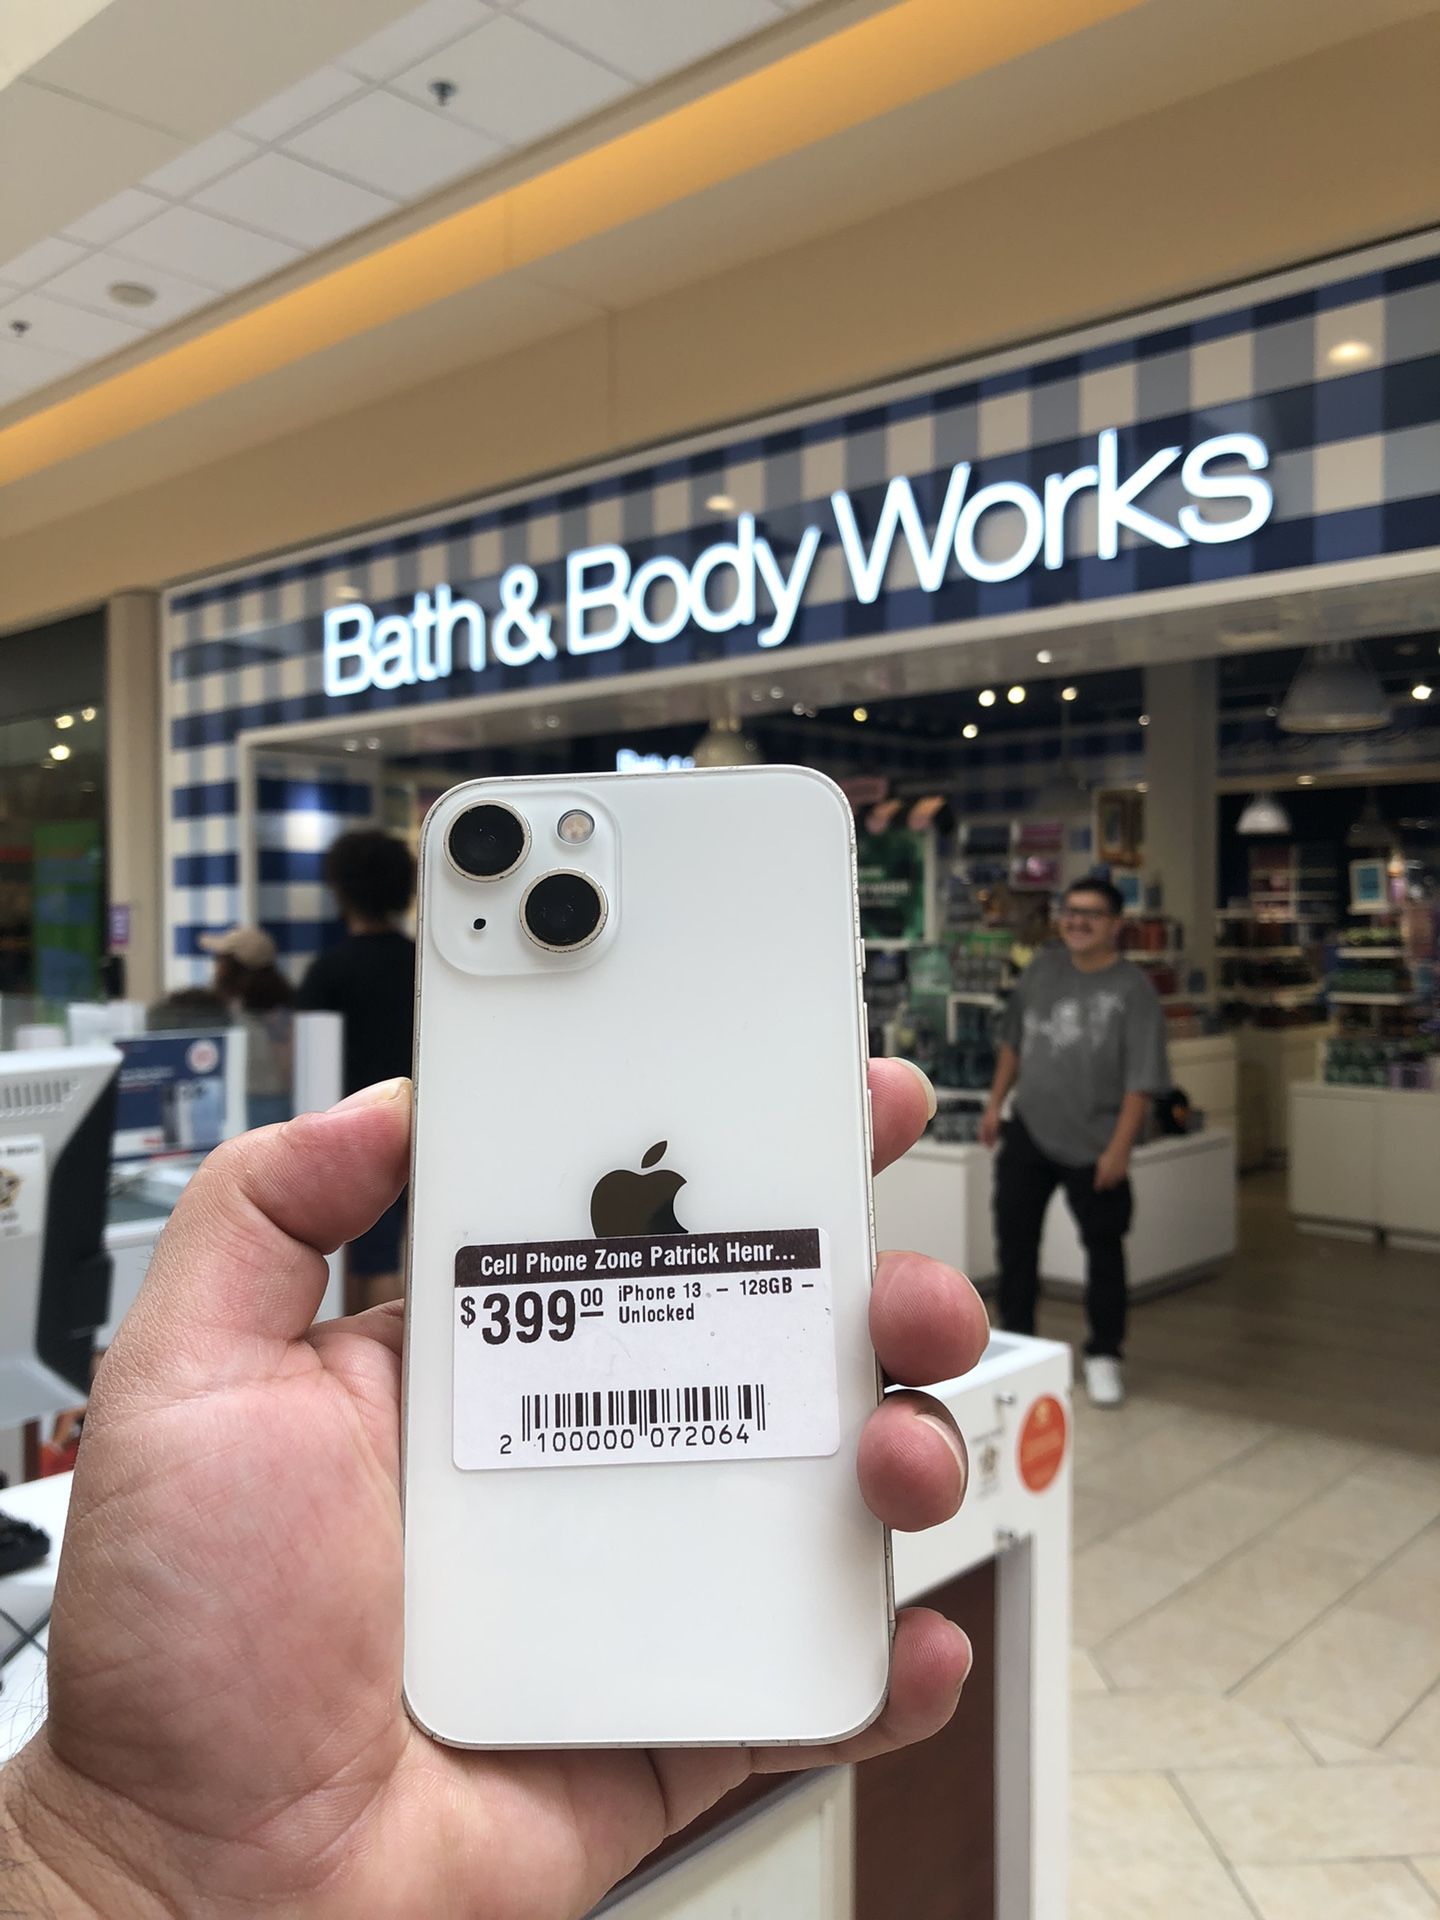 Bath & Body Works
Cell Phone Zone Patrick Henr...
$399.00
iPhone 13 - 128GB -
Unlocked
2 100000 072064